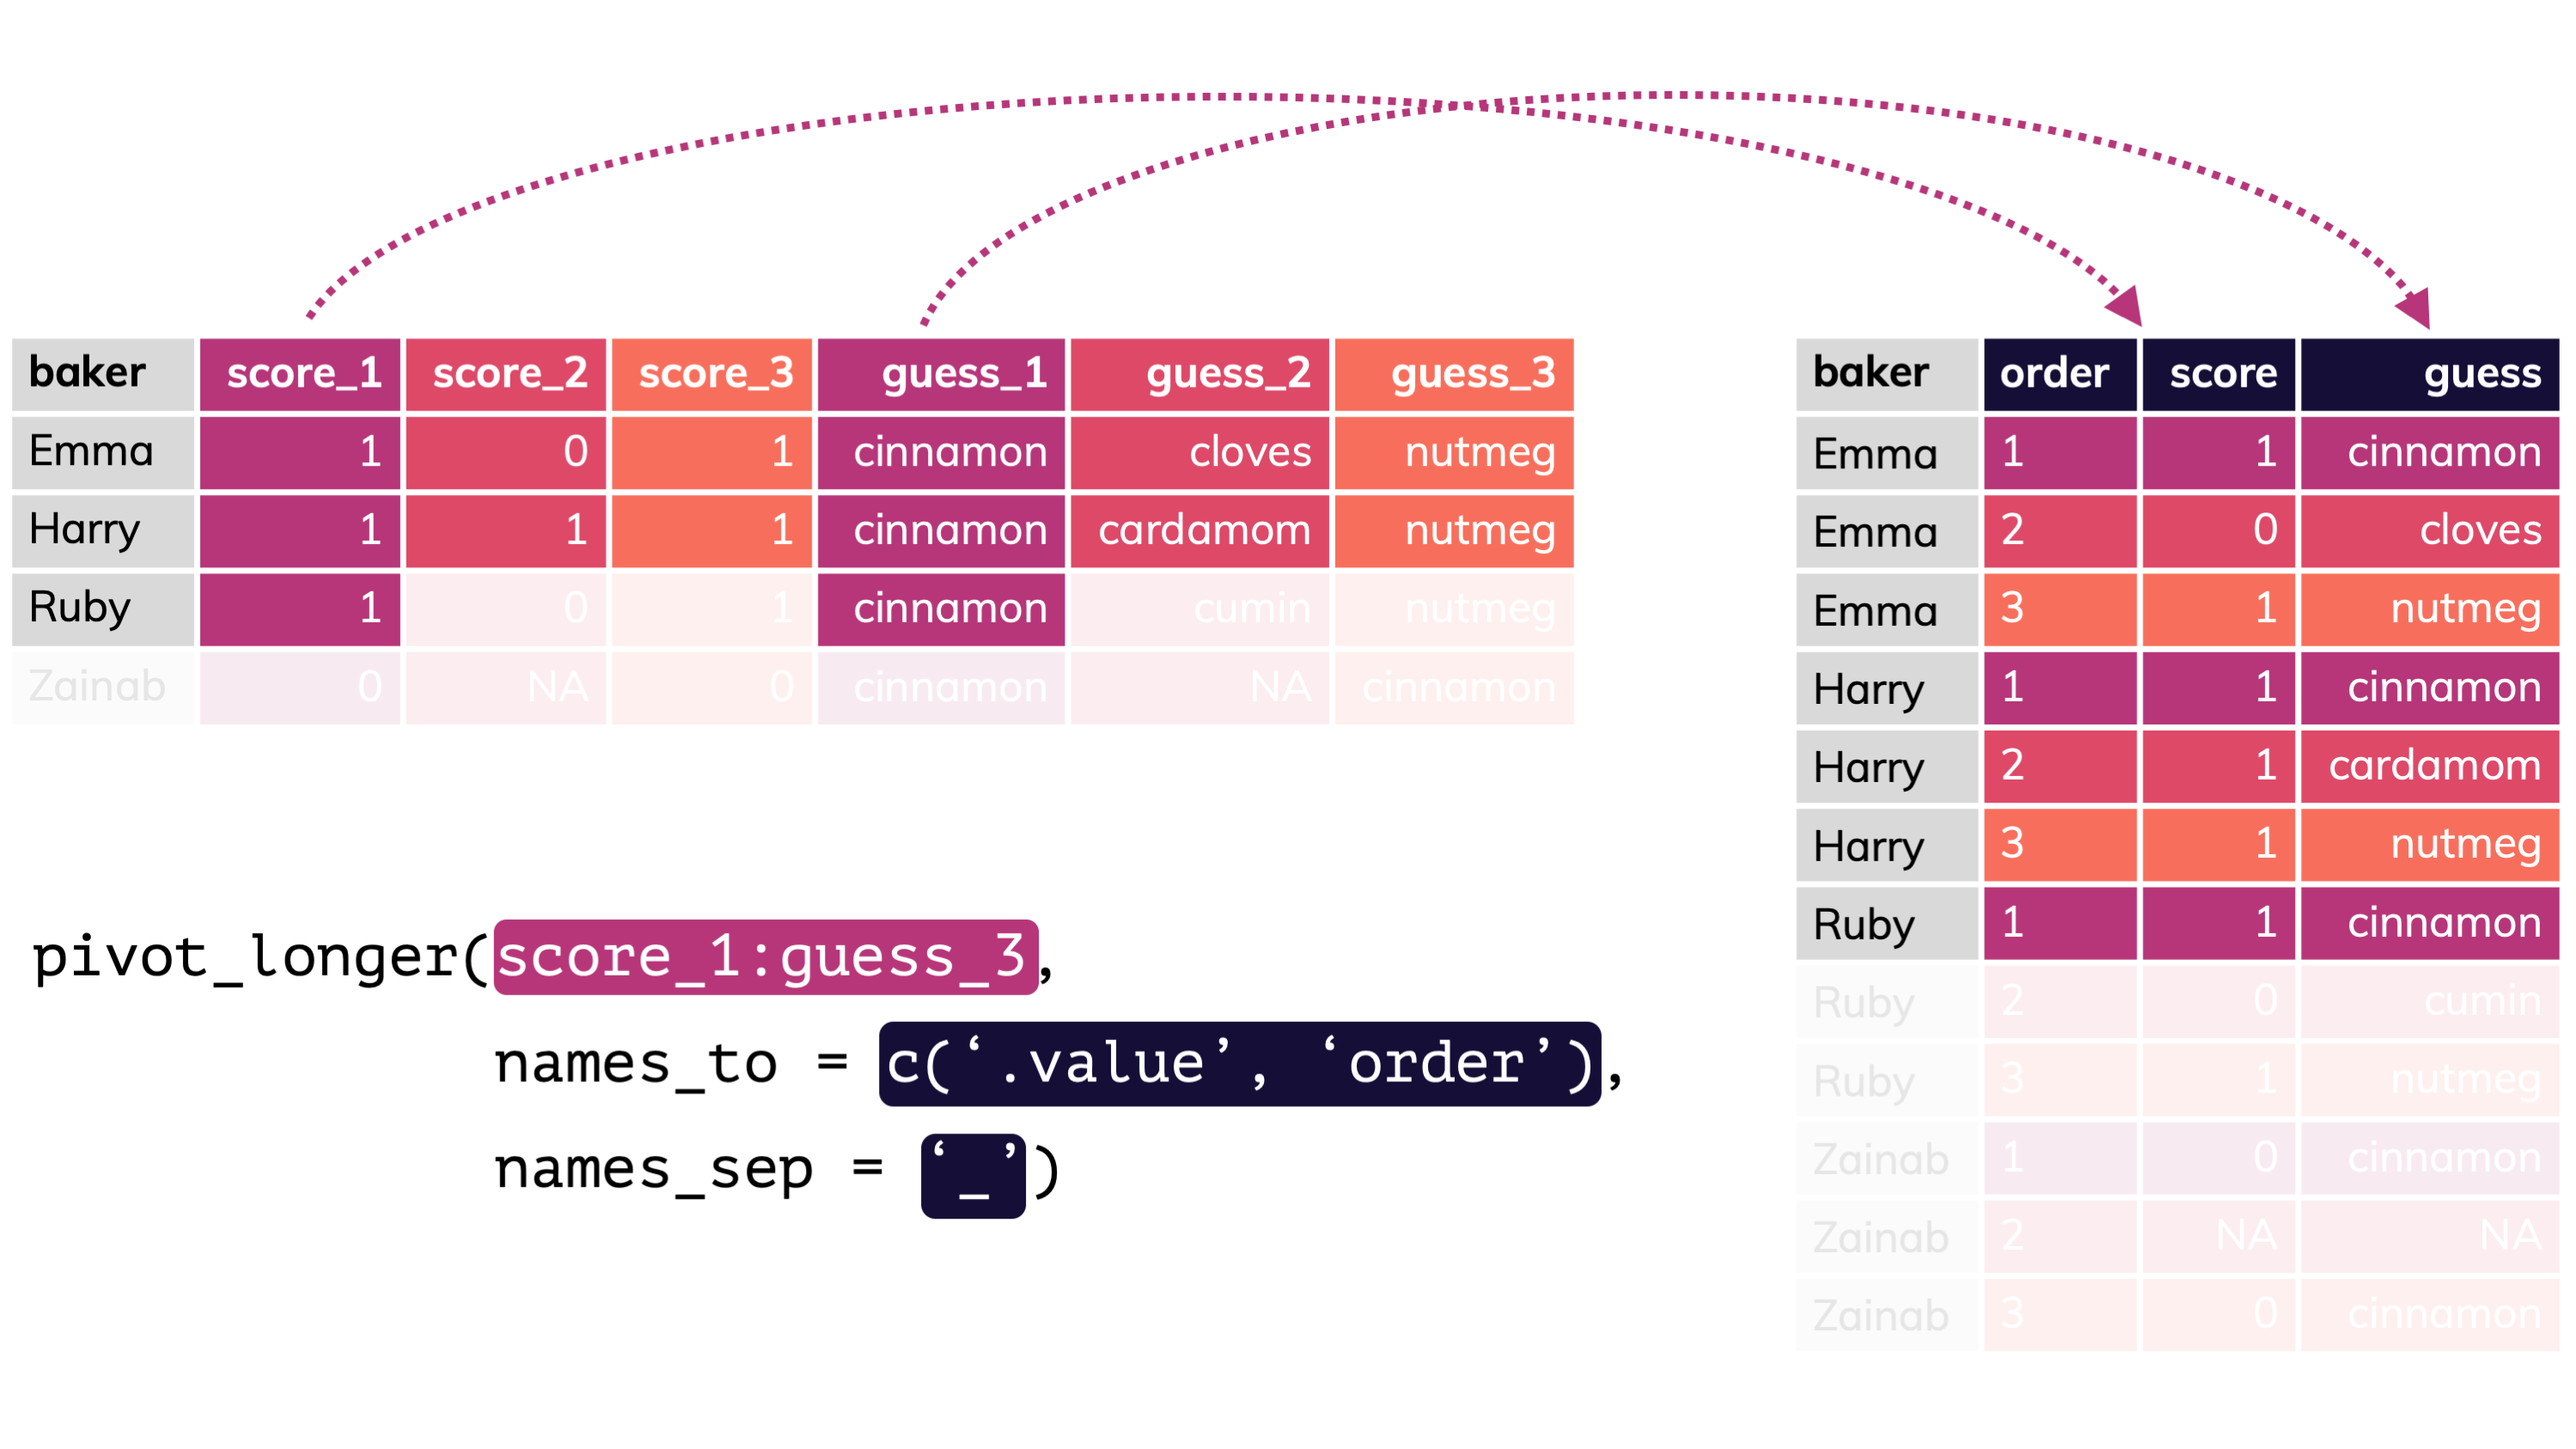 baker score_1 score_2 score_3 guess_1 guess_2 guess_3
Emma 1 0 1 cinnamon cloves nutmeg
Harry 1 1 1 cinnamon cardamom nutmeg
Ruby 1 0 1 cinnamon cumin nutmeg
Zainab 0 NA 0 cinnamon NA cinnamon
pivot_longer(score_1:guess_3,
names_to = c(‘.value’, ‘order’),
names_sep = ‘_’)
baker order score guess
Emma 1 1 cinnamon
Emma 2 0 cloves
Emma 3 1 nutmeg
Harry 1 1 cinnamon
Harry 2 1 cardamom
Harry 3 1 nutmeg
Ruby 1 1 cinnamon
Ruby 2 0 cumin
Ruby 3 1 nutmeg
Zainab 1 0 cinnamon
Zainab 2 NA NA
Zainab 3 0 cinnamon